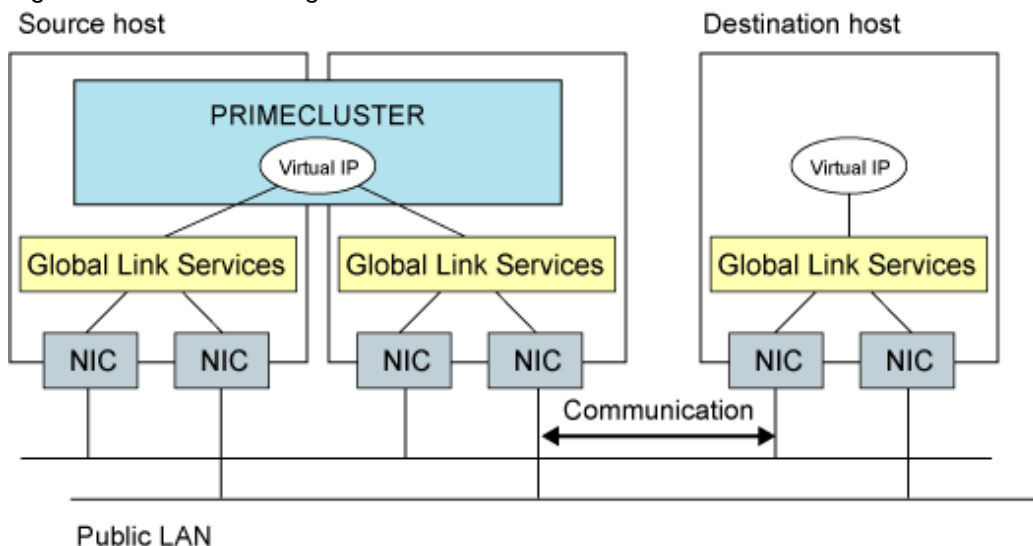 Source host
Destination host
PRIMECLUSTER
Virtual IP
Virtual IP
Global Link Services
Global Link Services
Global Link Services
NIC
NIC
NIC
NIC
NIC
NIC
Communication
Public LAN